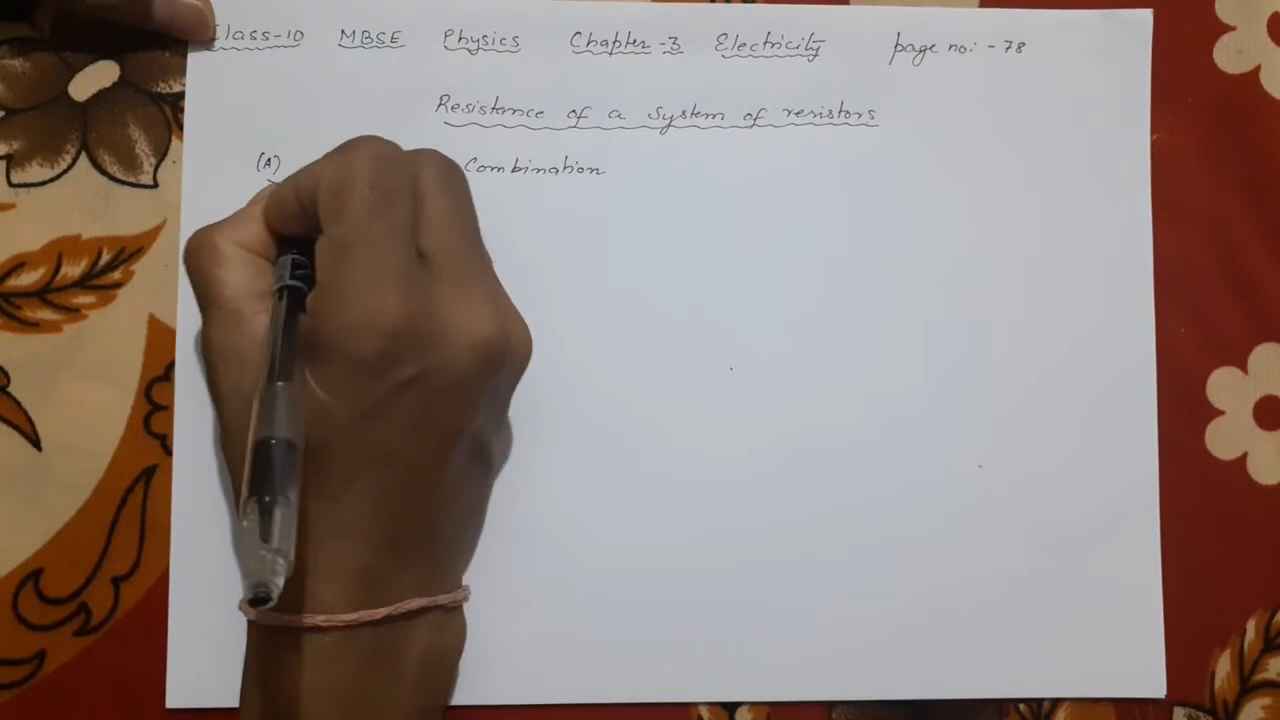 Class-10 MBSE Physics Chapter-3 Electricity page no:-78
Resistance of a system of resistors
(A) Combination